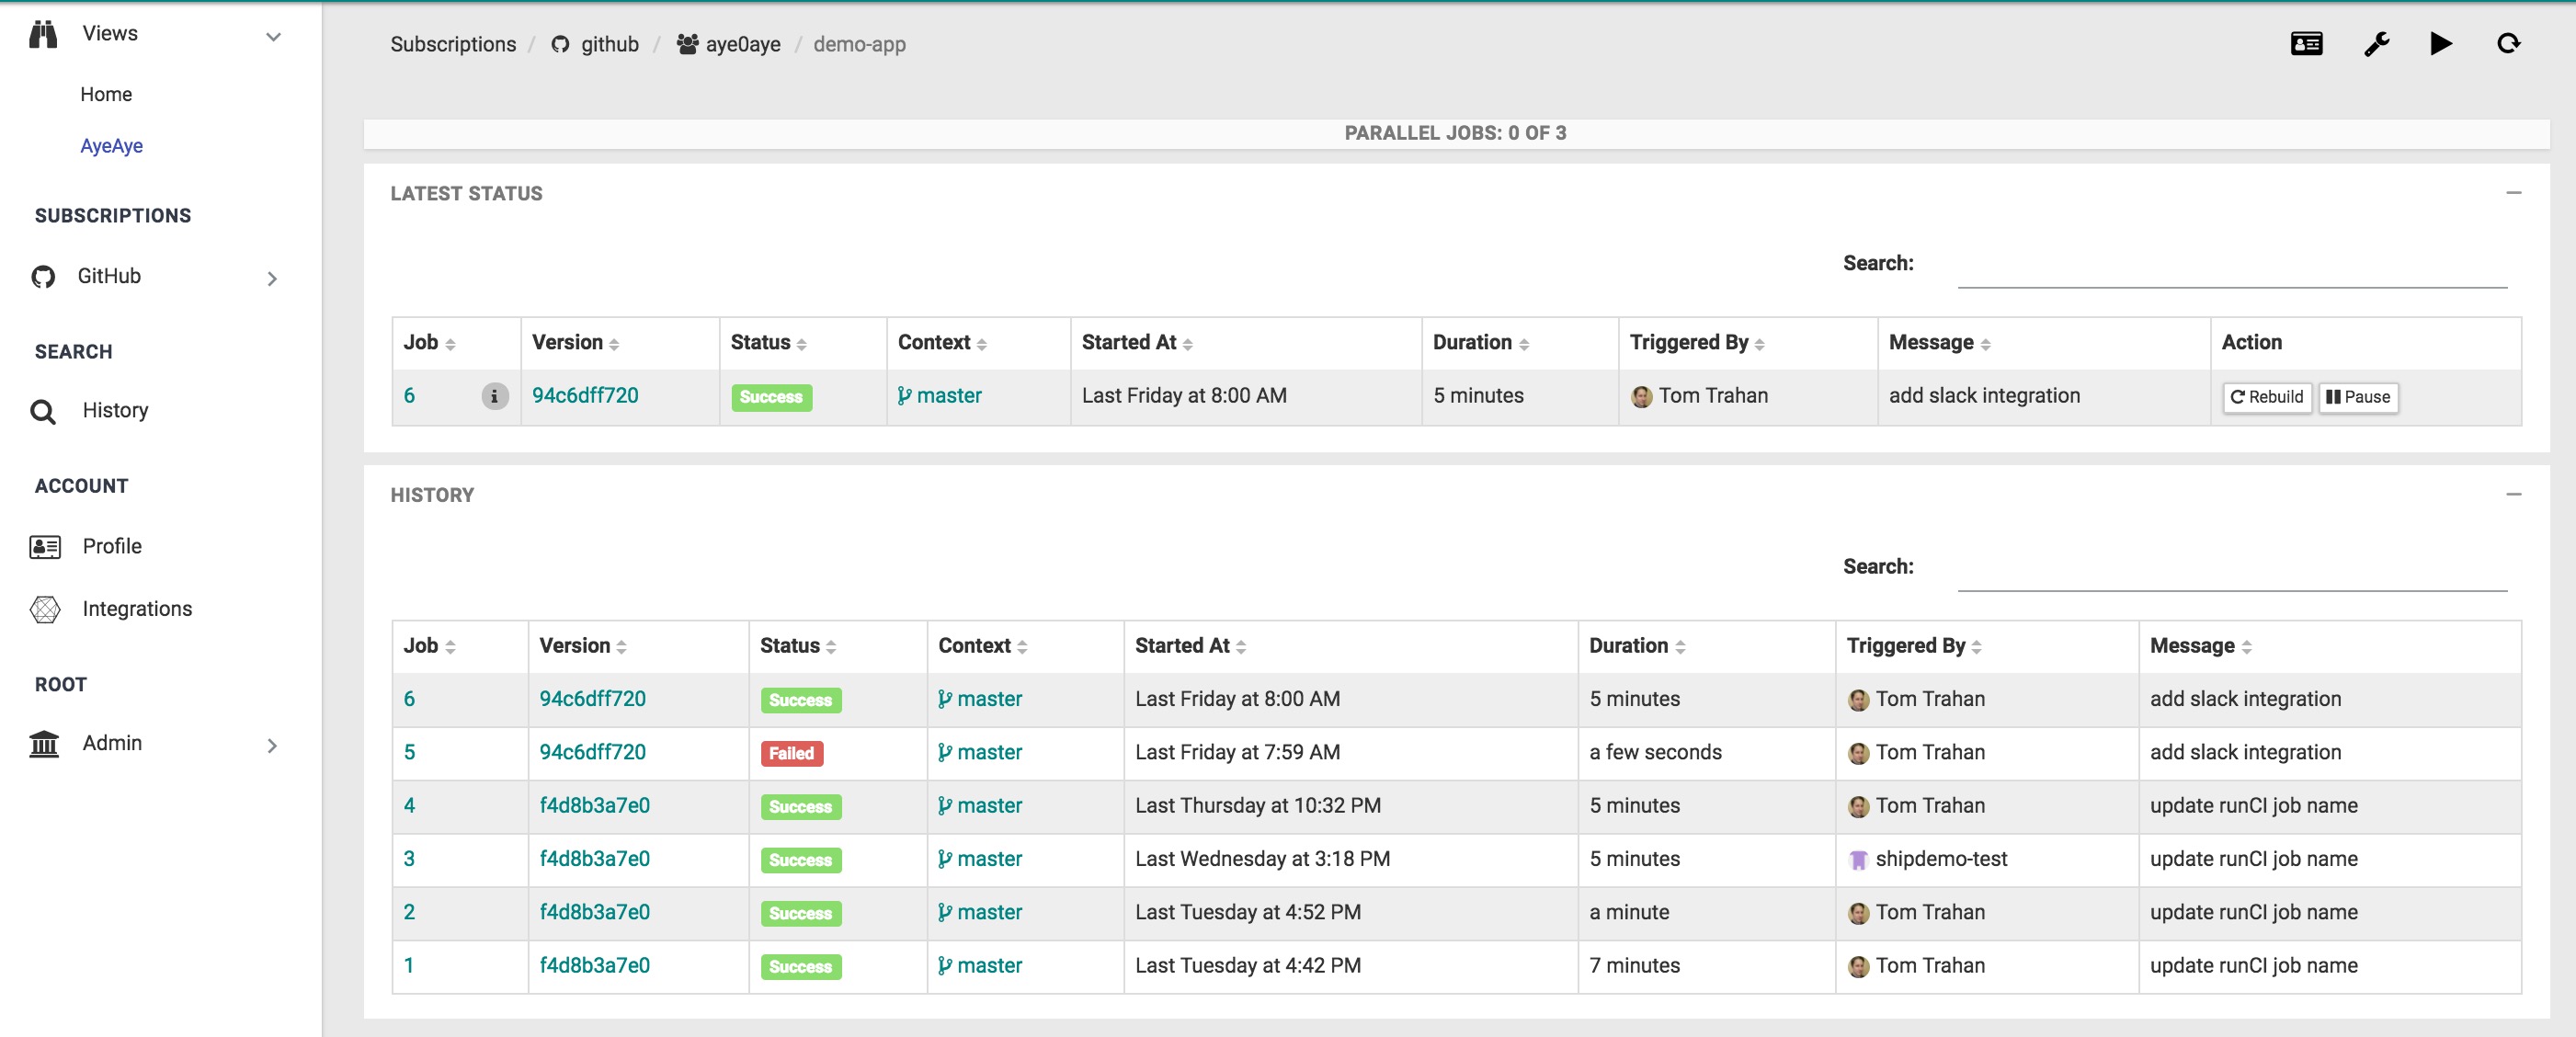 Views
Home
AyeAye
SUBSCRIPTIONS
GitHub
SEARCH
History
ACCOUNT
Profile
Integrations
ROOT
Admin
Subscriptions / github / aye0aye / demo-app
PARALLEL JOBS: 0 OF 3
LATEST STATUS
Search:
Job Version Status Context Started At Duration Triggered By Message Action
6 94c6dff720 Success master Last Friday at 8:00 AM 5 minutes Tom Trahan add slack integration Rebuild Pause
HISTORY
Search:
Job Version Status Context Started At Duration Triggered By Message
6 94c6dff720 Success master Last Friday at 8:00 AM 5 minutes Tom Trahan add slack integration
5 94c6dff720 Failed master Last Friday at 7:59 AM a few seconds Tom Trahan add slack integration
4 f4d8b3a7e0 Success master Last Thursday at 10:32 PM 5 minutes Tom Trahan update runCI job name
3 f4d8b3a7e0 Success master Last Wednesday at 3:18 PM 5 minutes shipdemo-test update runCI job name
2 f4d8b3a7e0 Success master Last Tuesday at 4:52 PM a minute Tom Trahan update runCI job name
1 f4d8b3a7e0 Success master Last Tuesday at 4:42 PM 7 minutes Tom Trahan update runCI job name